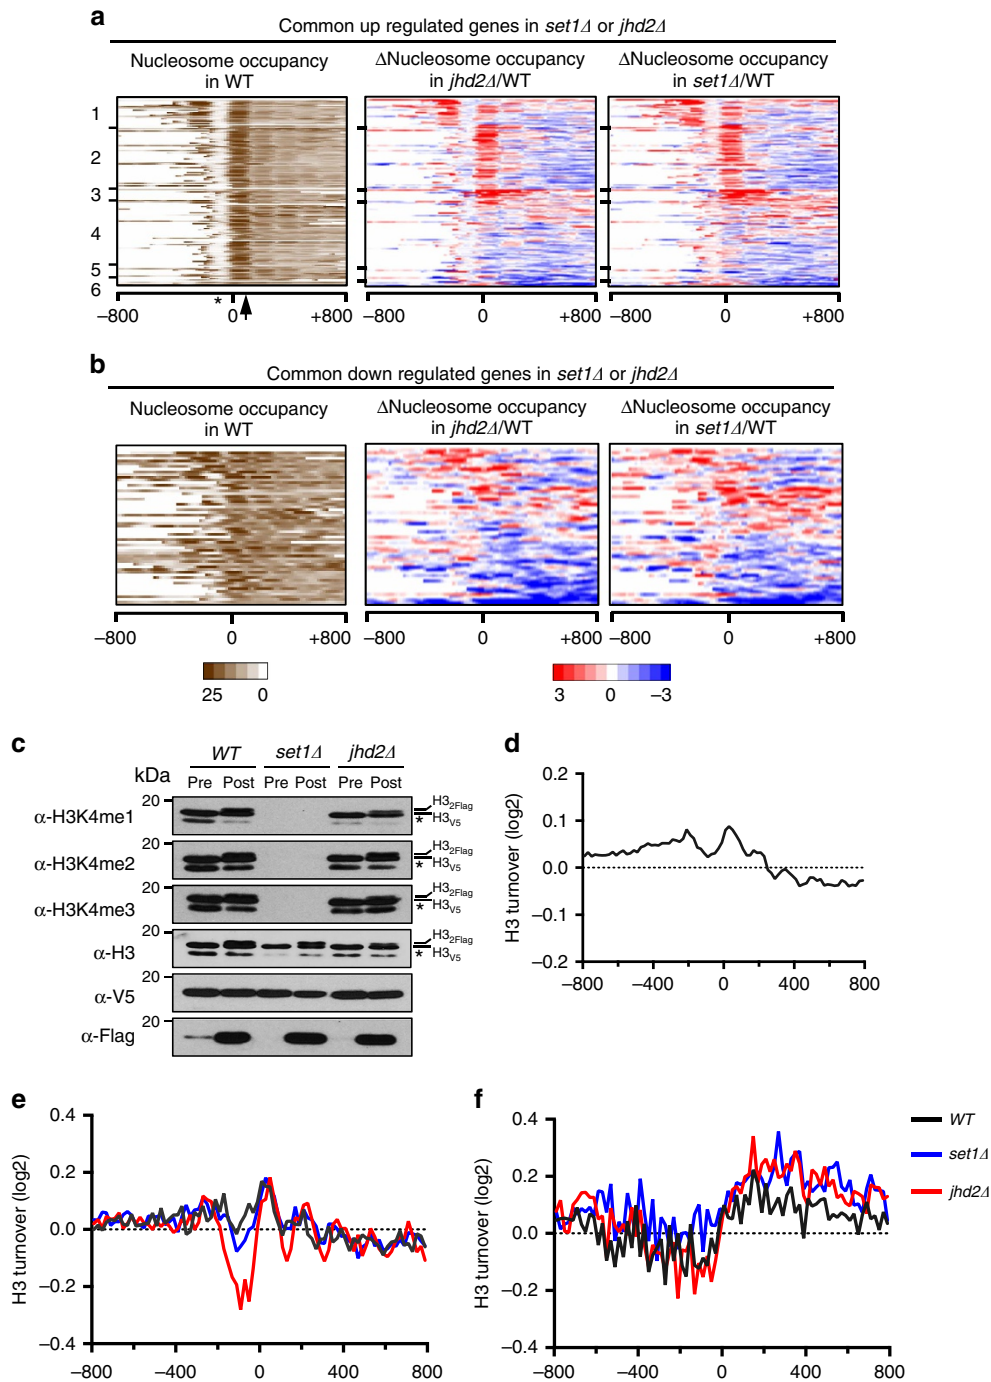 a
Common up regulated genes in set1Δ or jhd2Δ
Nucleosome occupancy in WT
ΔNucleosome occupancy in jhd2Δ/WT
ΔNucleosome occupancy in set1Δ/WT
1
2
3
4
5
6
*
−800 0 +800
−800 0 +800
−800 0 +800
b
Common down regulated genes in set1Δ or jhd2Δ
Nucleosome occupancy in WT
ΔNucleosome occupancy in jhd2Δ/WT
ΔNucleosome occupancy in set1Δ/WT
−800 0 +800
−800 0 +800
−800 0 +800
25 0
3 0 −3
c
WT set1Δ jhd2Δ
kDa Pre Post Pre Post Pre Post
20
α-H3K4me1
H32Flag
* H3V5
20
α-H3K4me2
H32Flag
* H3V5
20
α-H3K4me3
H32Flag
* H3V5
20
α-H3
H32Flag
* H3V5
20
α-V5
20
α-Flag
d
H3 turnover (log2)
0.2
0.1
0.0
−0.1
−0.2
−800 −400 0 400 800
e
H3 turnover (log2)
0.4
0.2
0.0
−0.2
−0.4
−800 −400 0 400 800
f
H3 turnover (log2)
0.4
0.2
0.0
−0.2
−0.4
−800 −400 0 400 800
WT
set1Δ
jhd2Δ